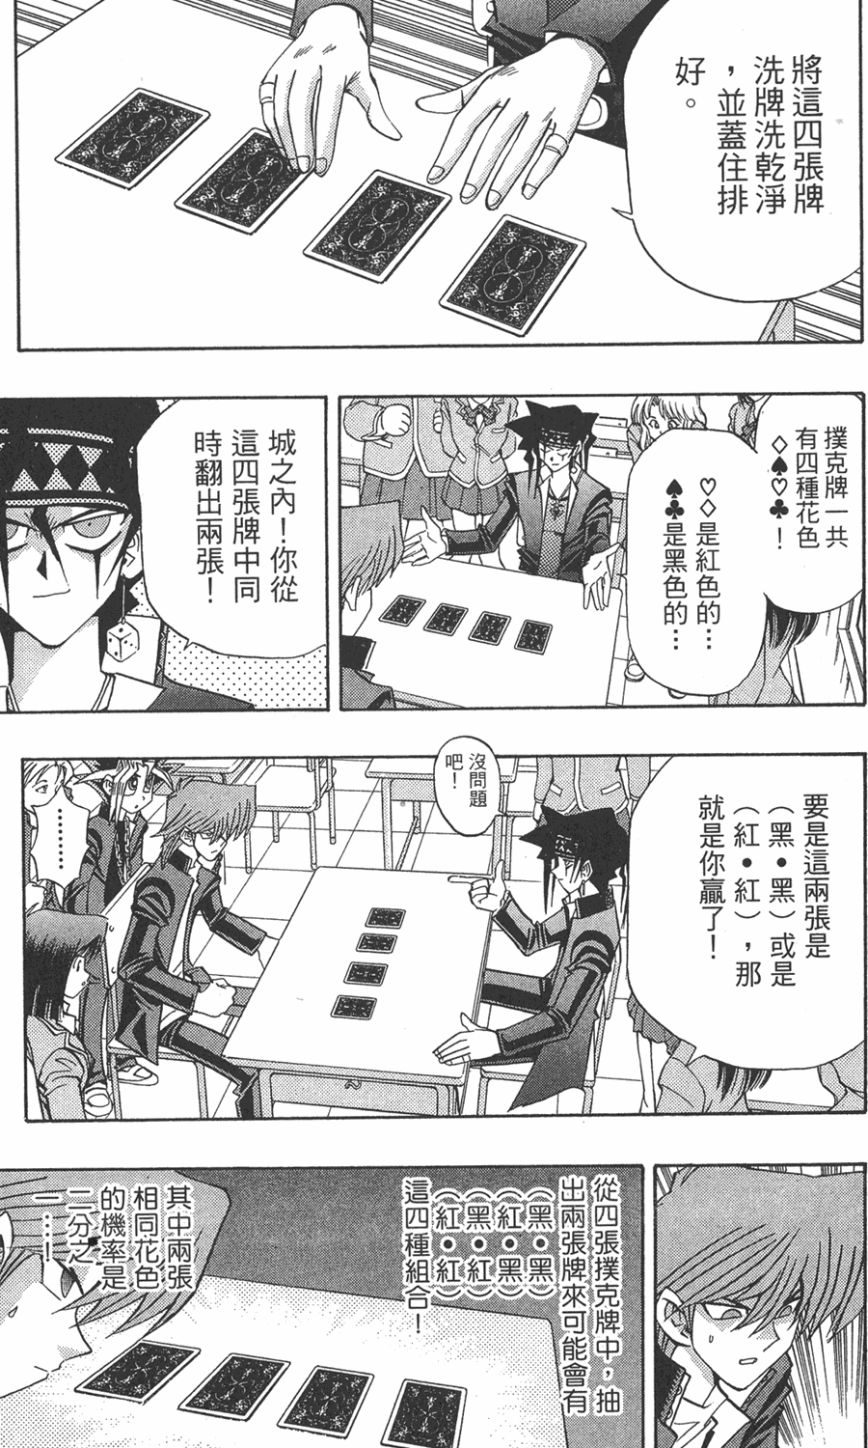 將這四張牌
洗牌洗乾淨
，並蓋住排
好。
撲克牌一共
有四種花色
♢♠♡♣！
♡♢是紅色的…
♠♣是黑色的…
城之內！你從
這四張牌中同
時翻出兩張！
要是這兩張是
（黑•黑）或是
（紅•紅），那
就是你贏了！
沒問題
吧！
………
從四張撲克牌中，抽
出兩張牌來可能會有
（黑•黑）
（紅•黑）
（黑•紅）
（紅•紅）
這四種組合！
其中兩張
相同花色
的機率是
二分之
一…！